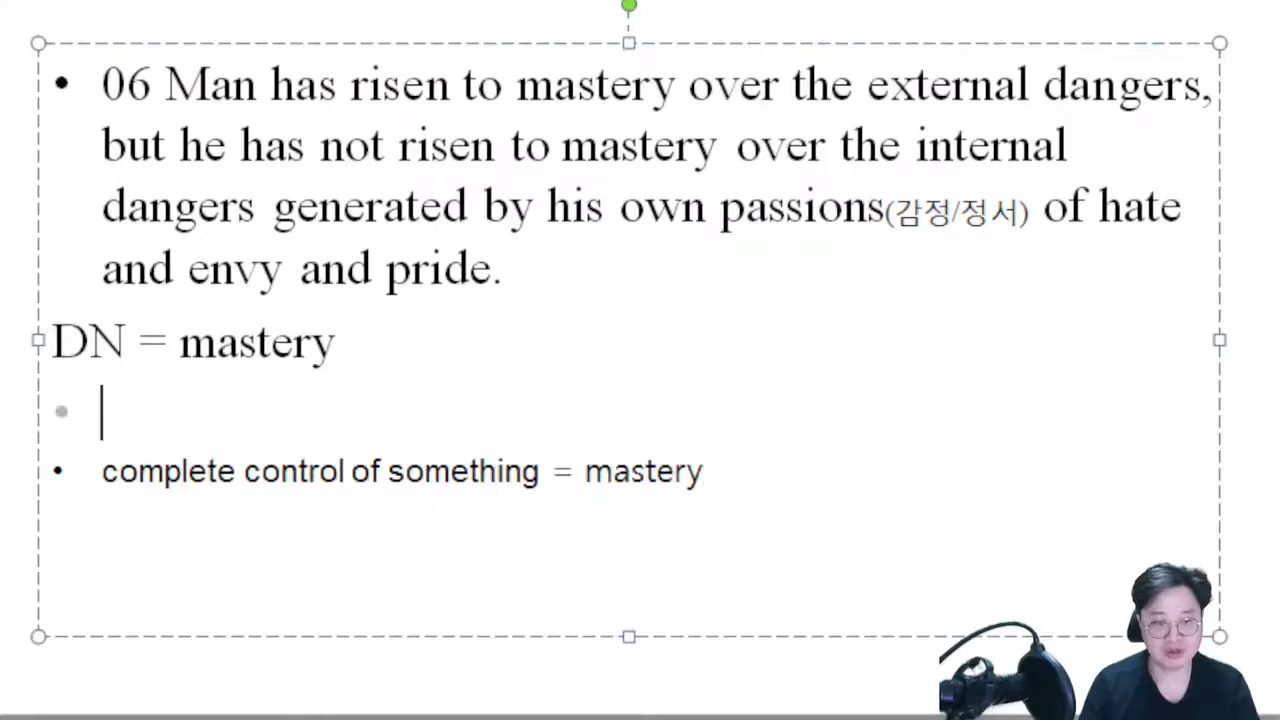 • 06 Man has risen to mastery over the external dangers,
but he has not risen to mastery over the internal
dangers generated by his own passions(감정/정서) of hate
and envy and pride.
DN = mastery
•
• complete control of something = mastery